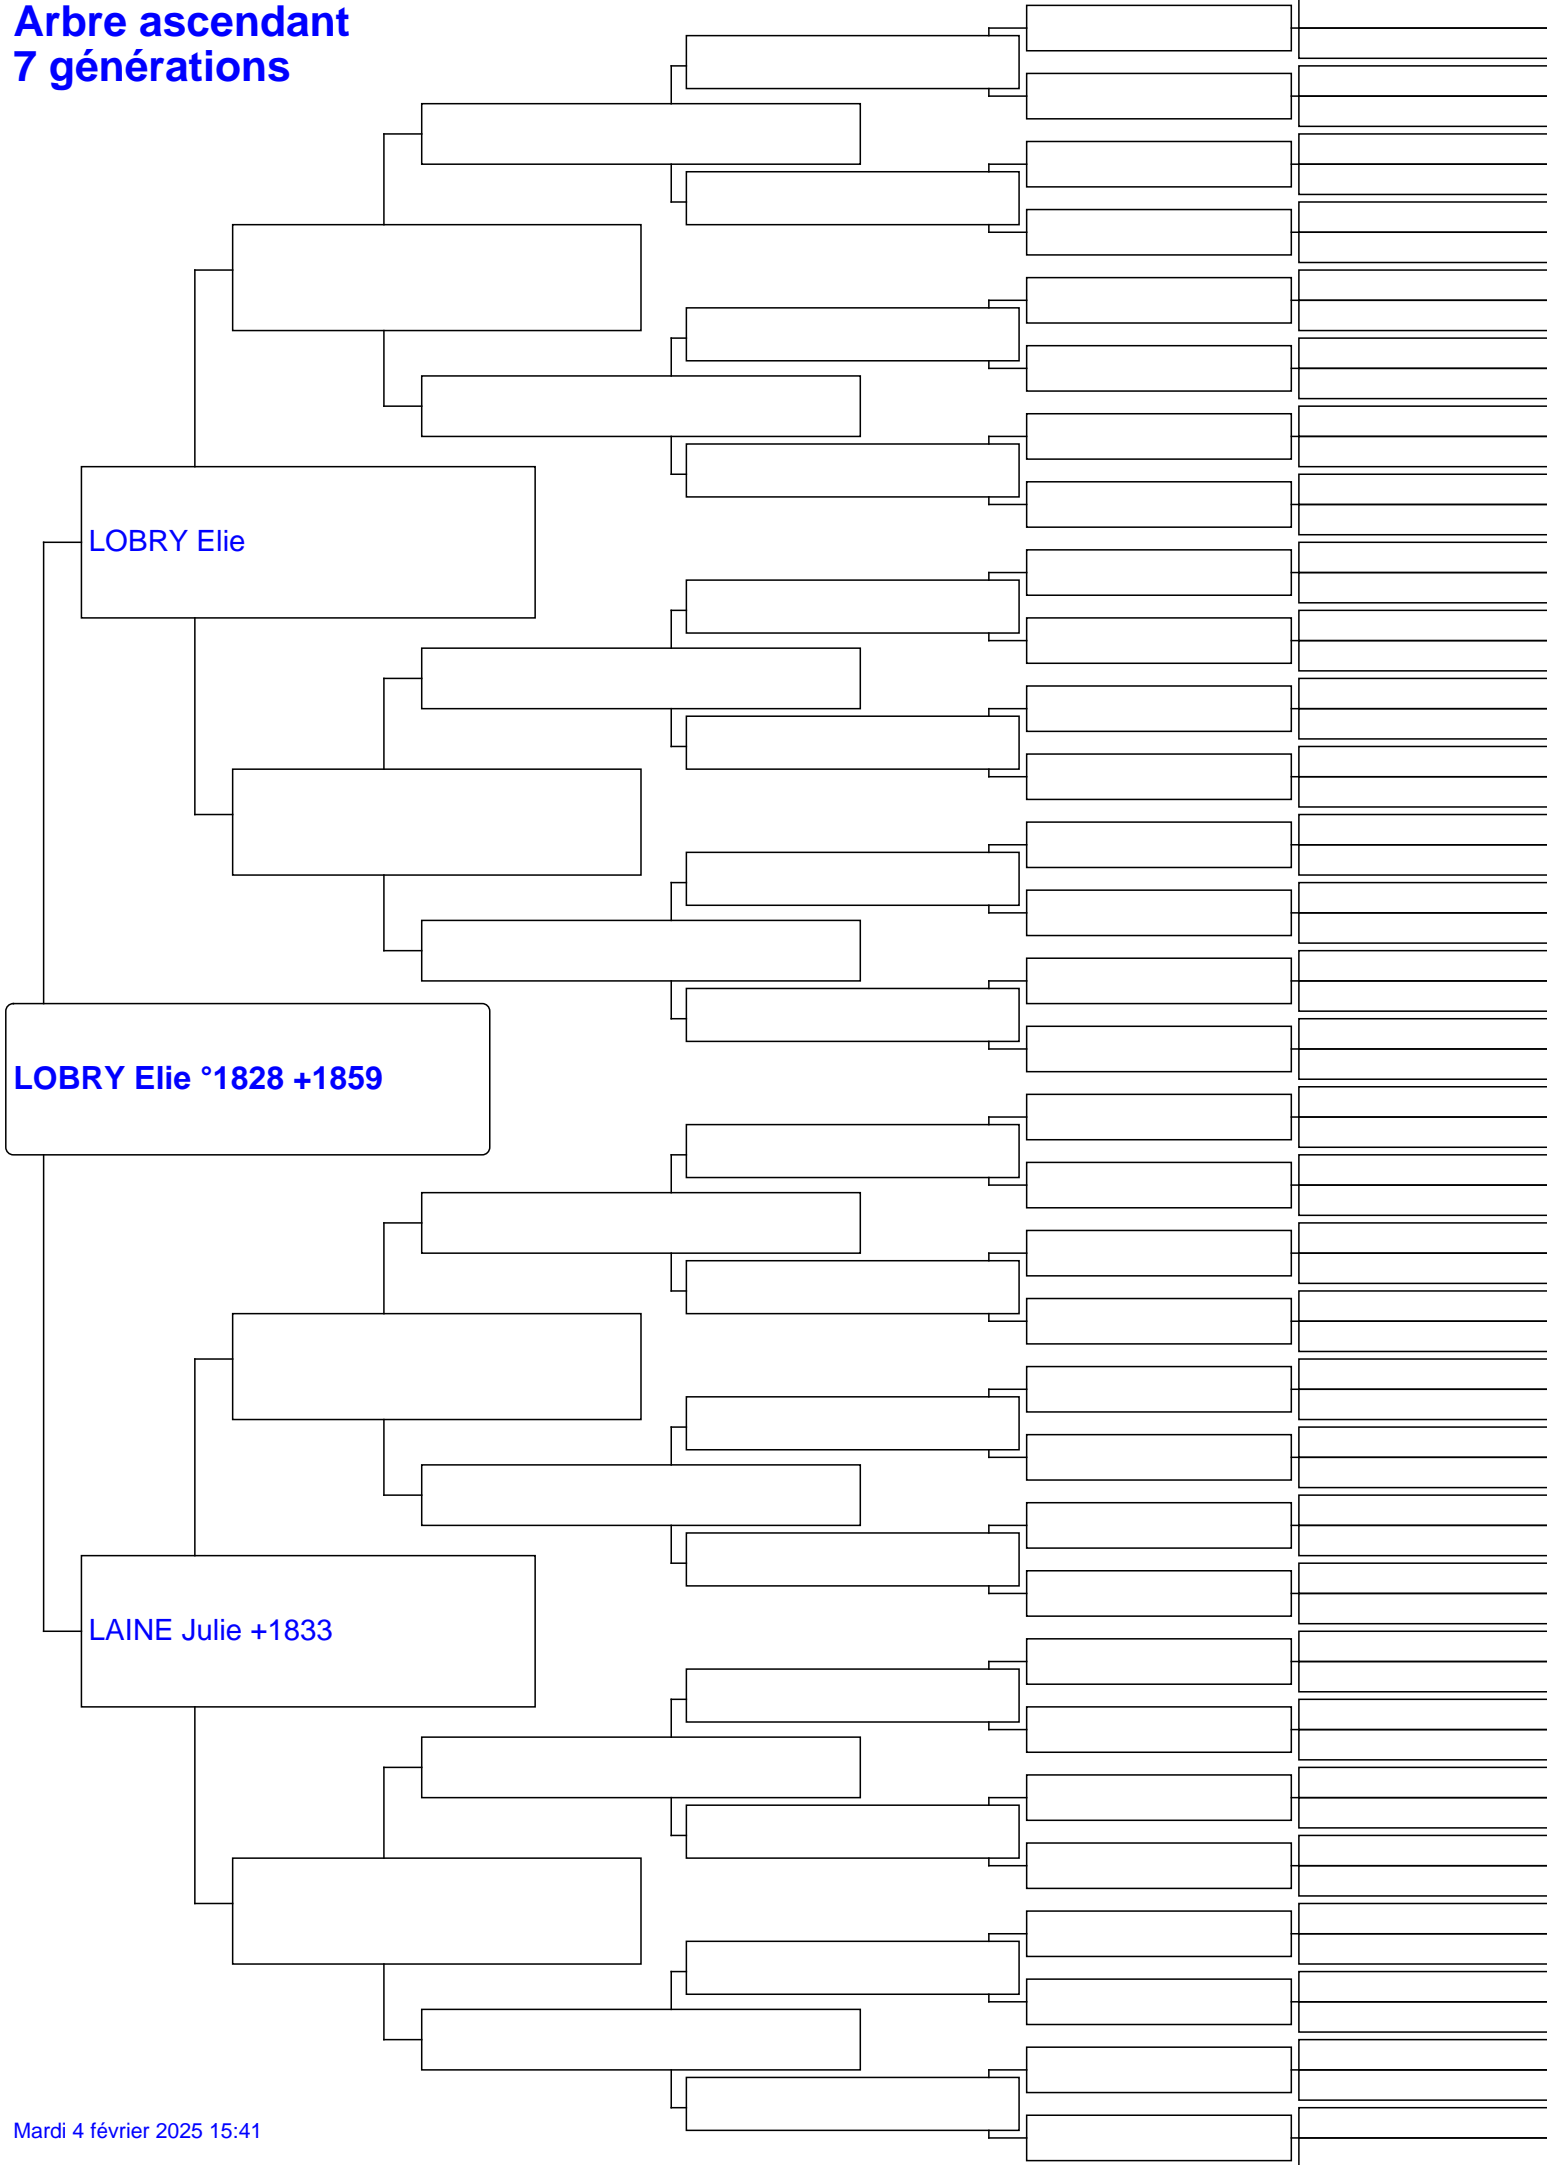 Arbre ascendant
7 générations
LOBRY Elie
LOBRY Elie °1828 +1859
LAINE Julie +1833
Mardi 4 février 2025 15:41